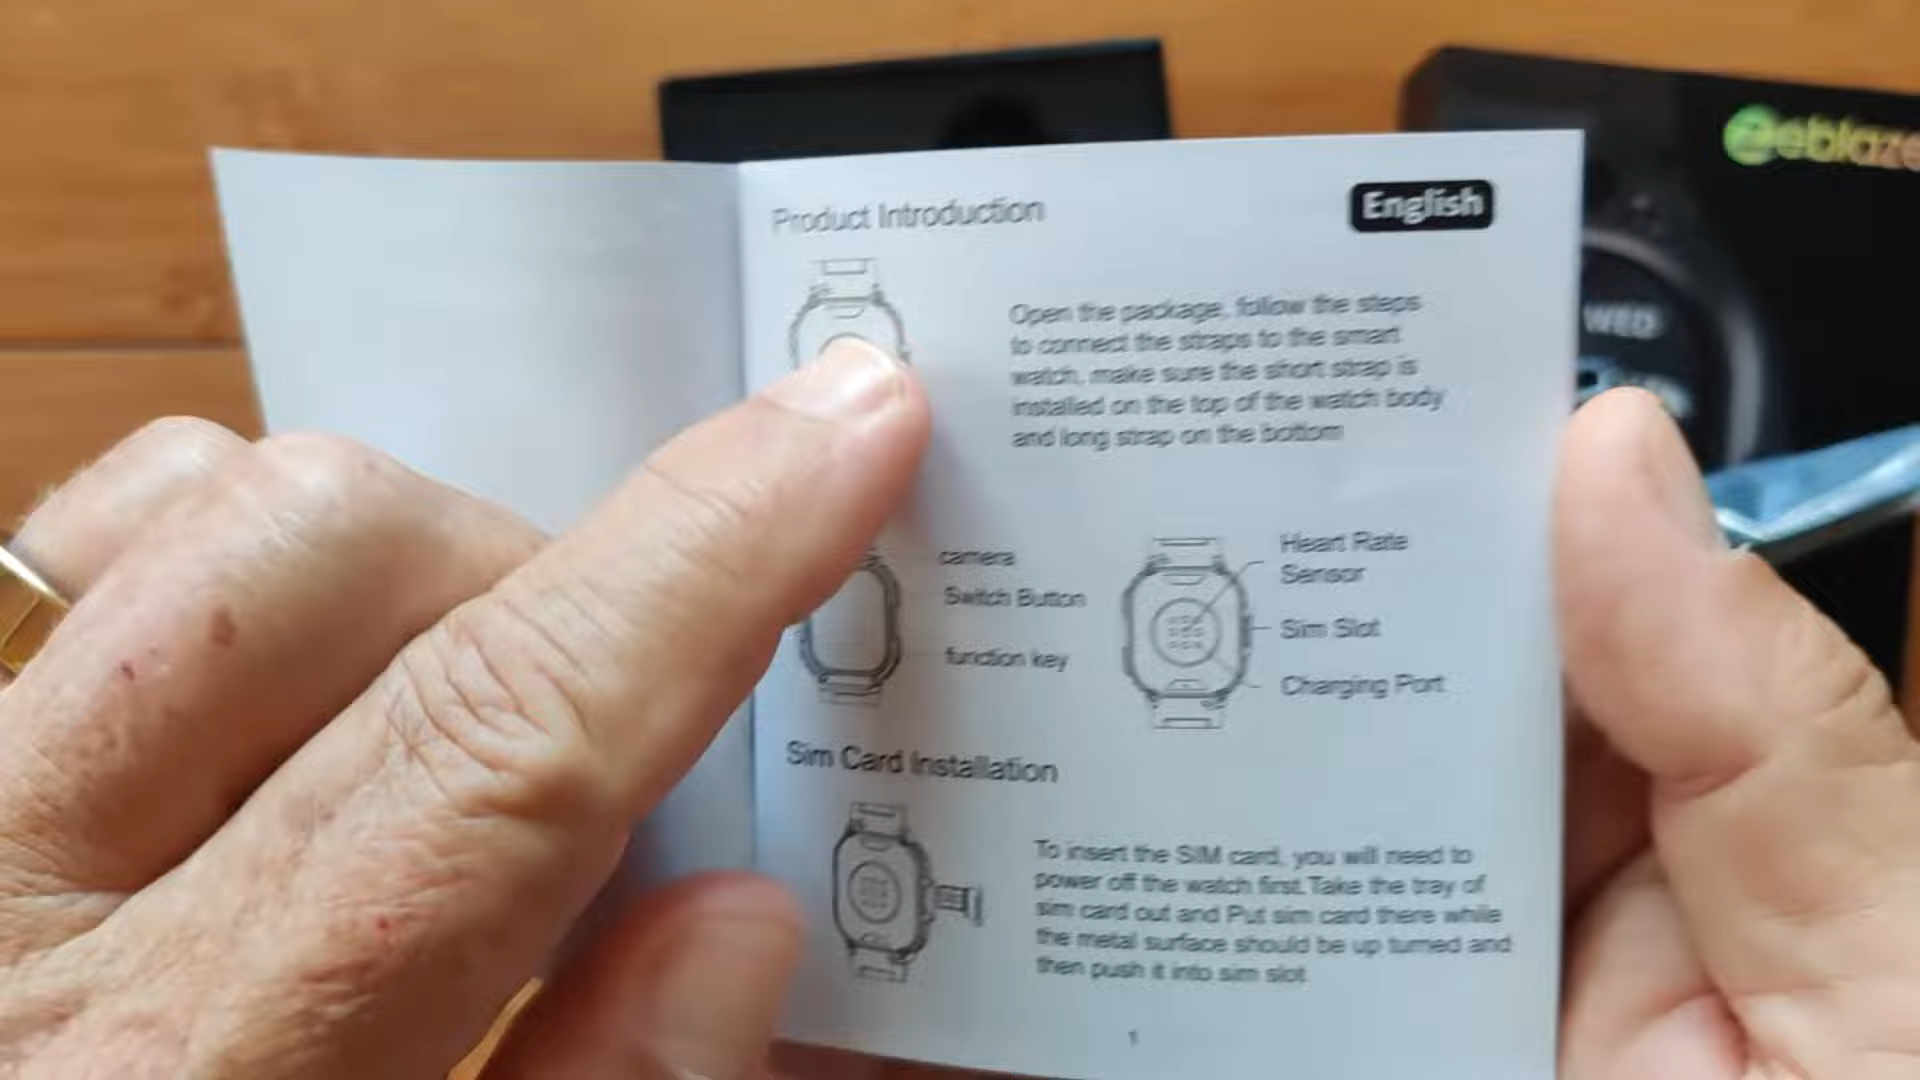 Zeblaze
Product Introduction
English
WED
Open the package, follow the steps
to connect the straps to the smart
watch, make sure the short strap is
installed on the top of the watch body
and long strap on the bottom
camera
Switch Button
function key
Heart Rate
Sensor
Sim Slot
Charging Port
Sim Card Installation
To insert the SIM card, you will need to
power off the watch first.Take the tray of
sim card out and Put sim card there while
the metal surface should be up turned and
then push it into sim slot
1